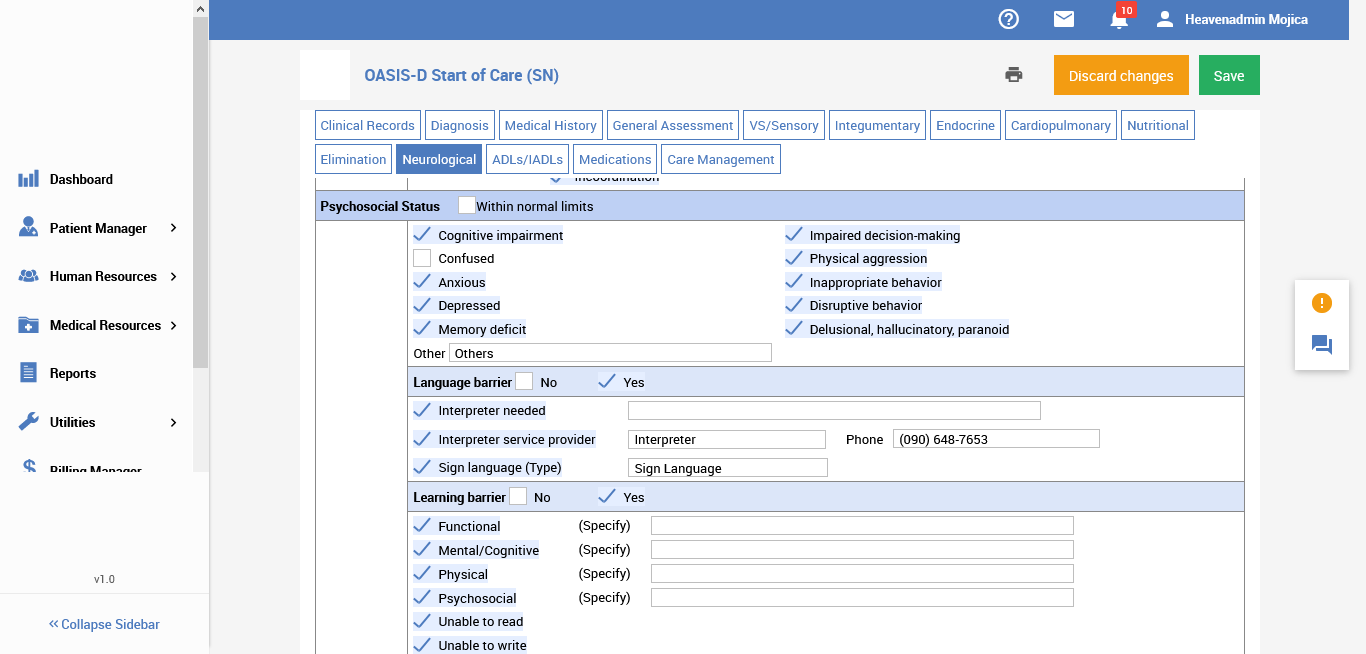 10
Heavenadmin Mojica
OASIS-D Start of Care (SN)
Discard changes
Save
Clinical Records
Diagnosis
Medical History
General Assessment
VS/Sensory
Integumentary
Endocrine
Cardiopulmonary
Nutritional
Elimination
Neurological
ADLs/IADLs
Medications
Care Management
Dashboard
Patient Manager
Human Resources
Medical Resources
Reports
Utilities
Billing Manager
v1.0
Collapse Sidebar
Incoordination
Psychosocial Status Within normal limits
Cognitive impairment Impaired decision-making
Confused Physical aggression
Anxious Inappropriate behavior
Depressed Disruptive behavior
Memory deficit Delusional, hallucinatory, paranoid
Other Others
Language barrier No Yes
Interpreter needed
Interpreter service provider Interpreter Phone (090) 648-7653
Sign language (Type) Sign Language
Learning barrier No Yes
Functional (Specify)
Mental/Cognitive (Specify)
Physical (Specify)
Psychosocial (Specify)
Unable to read
Unable to write